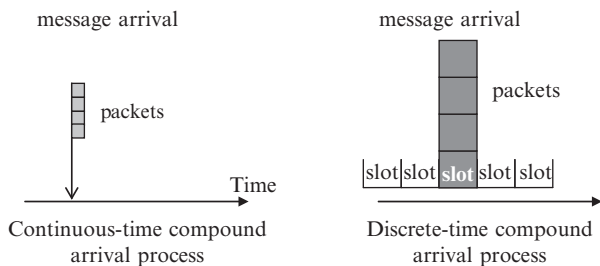 message arrival
packets
Time
Continuous-time compound
arrival process
message arrival
packets
slot slot slot slot slot
Discrete-time compound
arrival process